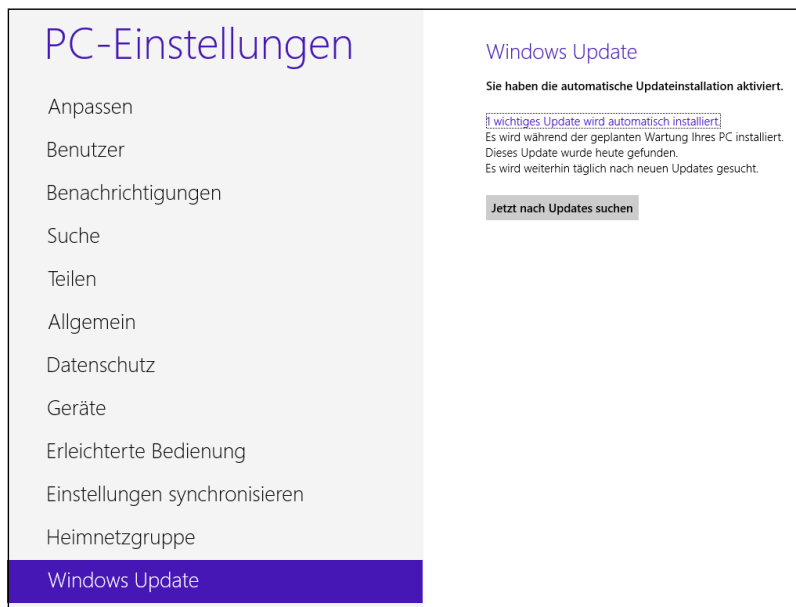 PC-Einstellungen
Anpassen
Benutzer
Benachrichtigungen
Suche
Teilen
Allgemein
Datenschutz
Geräte
Erleichterte Bedienung
Einstellungen synchronisieren
Heimnetzgruppe
Windows Update
Windows Update
Sie haben die automatische Updateinstallation aktiviert.
1 wichtiges Update wird automatisch installiert.
Es wird während der geplanten Wartung Ihres PC installiert.
Dieses Update wurde heute gefunden.
Es wird weiterhin täglich nach neuen Updates gesucht.
Jetzt nach Updates suchen